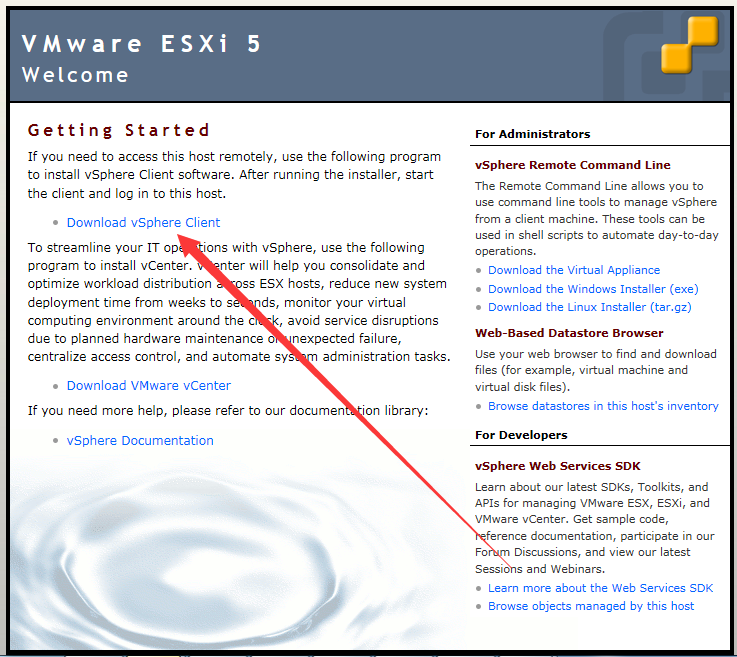 VMware ESXi 5
Welcome
Getting Started
If you need to access this host remotely, use the following program
to install vSphere Client software. After running the installer, start
the client and log in to this host.
Download vSphere Client
To streamline your IT operations with vSphere, use the following
program to install vCenter. vCenter will help you consolidate and
optimize workload distribution across ESX hosts, reduce new system
deployment time from weeks to seconds, monitor your virtual
computing environment around the clock, avoid service disruptions
due to planned hardware maintenance or unexpected failure,
centralize access control, and automate system administration tasks.
Download VMware vCenter
If you need more help, please refer to our documentation library:
vSphere Documentation
For Administrators
vSphere Remote Command Line
The Remote Command Line allows you to
use command line tools to manage vSphere
from a client machine. These tools can be
used in shell scripts to automate day-to-day
operations.
Download the Virtual Appliance
Download the Windows Installer (exe)
Download the Linux Installer (tar.gz)
Web-Based Datastore Browser
Use your web browser to find and download
files (for example, virtual machine and
virtual disk files).
Browse datastores in this host's inventory
For Developers
vSphere Web Services SDK
Learn about our latest SDKs, Toolkits, and
APIs for managing VMware ESX, ESXi, and
VMware vCenter. Get sample code,
reference documentation, participate in our
Forum Discussions, and view our latest
Sessions and Webinars.
Learn more about the Web Services SDK
Browse objects managed by this host